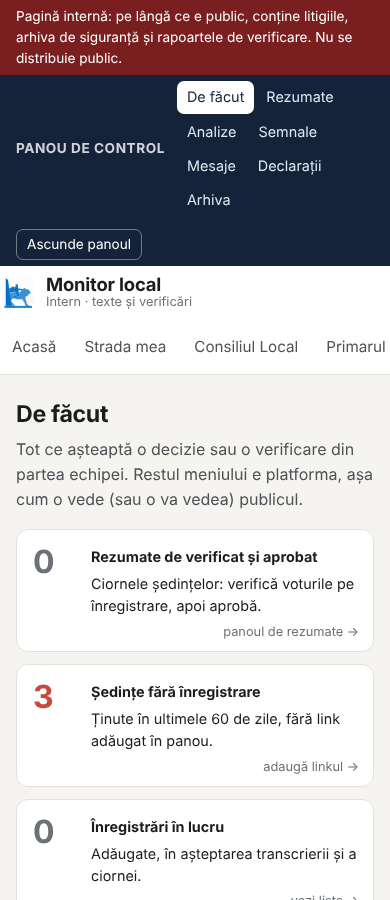 Pagină internă: pe lângă ce e public, conține litigiile,
arhiva de siguranță și rapoartele de verificare. Nu se
distribuie public.
PANOU DE CONTROL
De făcut Rezumate
Analize Semnale
Mesaje Declarații
Arhiva
Ascunde panoul
Monitor local
Intern · texte și verificări
Acasă Strada mea Consiliul Local Primarul
De făcut
Tot ce așteaptă o decizie sau o verificare din
partea echipei. Restul meniului e platforma, așa
cum o vede (sau o va vedea) publicul.
0
Rezumate de verificat și aprobat
Ciornele ședințelor: verifică voturile pe
înregistrare, apoi aprobă.
panoul de rezumate →
3
Ședințe fără înregistrare
Ținute în ultimele 60 de zile, fără link
adăugat în panou.
adaugă linkul →
0
Înregistrări în lucru
Adăugate, în așteptarea transcrierii și a
ciornei.
vezi lista →